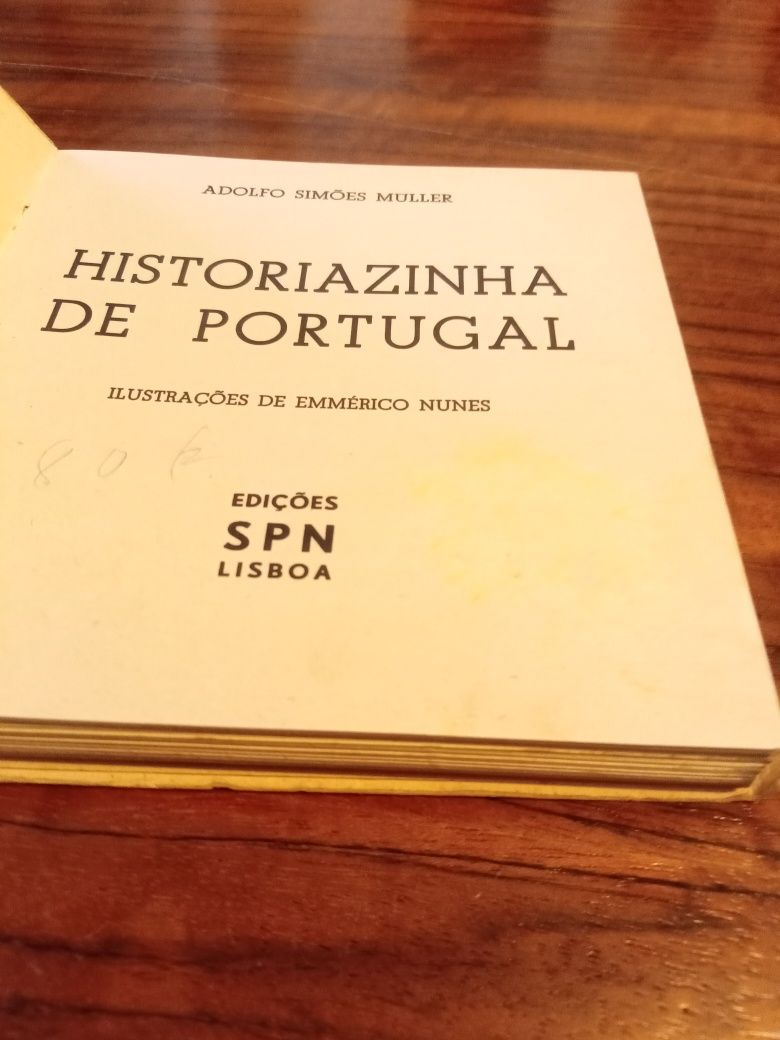 ADOLFO SIMÕES MULLER
HISTORIAZINHA
DE PORTUGAL
ILUSTRAÇÕES DE EMMÉRICO NUNES
EDIÇÕES
SPN
LISBOA